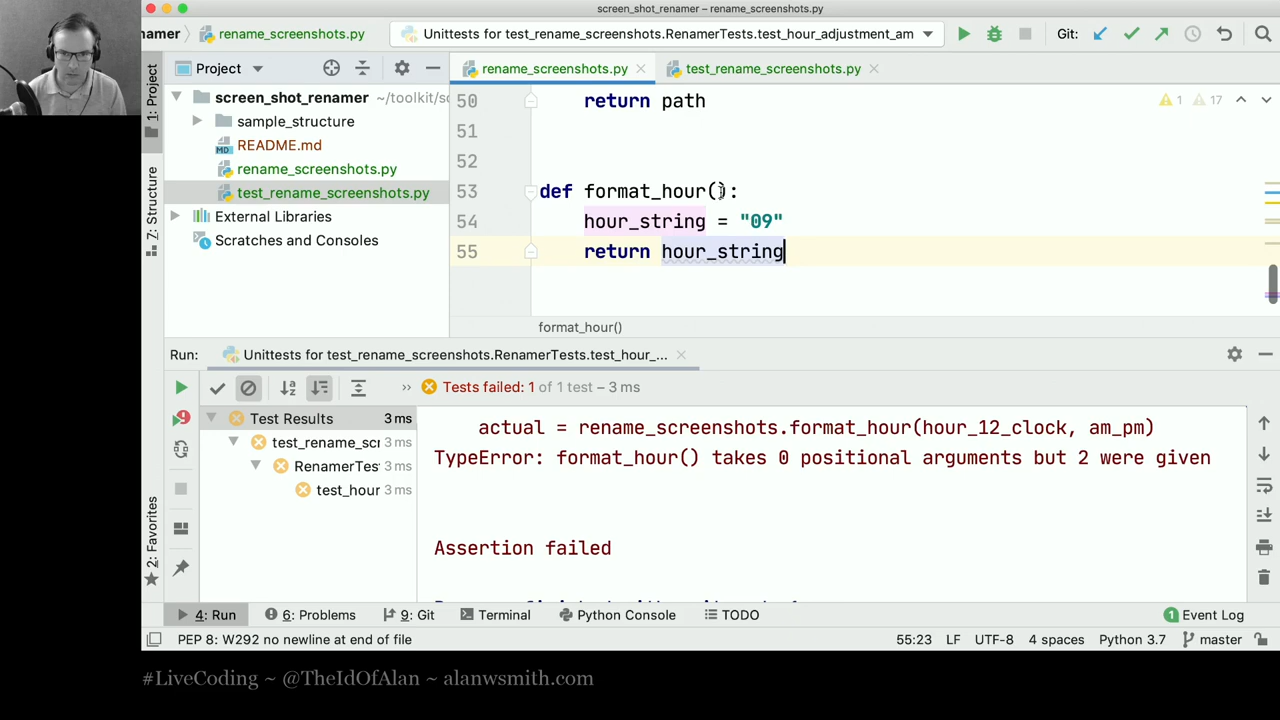 screen_shot_renamer – rename_screenshots.py
namer
rename_screenshots.py
Unittests for test_rename_screenshots.RenamerTests.test_hour_adjustment_am
Git:
1: Project
Project
rename_screenshots.py
test_rename_screenshots.py
screen_shot_renamer ~/toolkit/sc
sample_structure
README.md
rename_screenshots.py
test_rename_screenshots.py
External Libraries
Scratches and Consoles
Z: Structure
2: Favorites
1
17
50 return path
51
52
53 def format_hour():
54 hour_string = "09"
55 return hour_string
format_hour()
Run:
Unittests for test_rename_screenshots.RenamerTests.test_hour_...
»
Tests failed: 1 of 1 test – 3 ms
Test Results 3 ms
test_rename_scr 3 ms
RenamerTes 3 ms
test_hour 3 ms
actual = rename_screenshots.format_hour(hour_12_clock, am_pm)
TypeError: format_hour() takes 0 positional arguments but 2 were given
Assertion failed
4: Run
6: Problems
9: Git
Terminal
Python Console
TODO
1 Event Log
PEP 8: W292 no newline at end of file
55:23
LF
UTF-8
4 spaces
Python 3.7
master
#LiveCoding ~ @TheIdOfAlan ~ alanwsmith.com